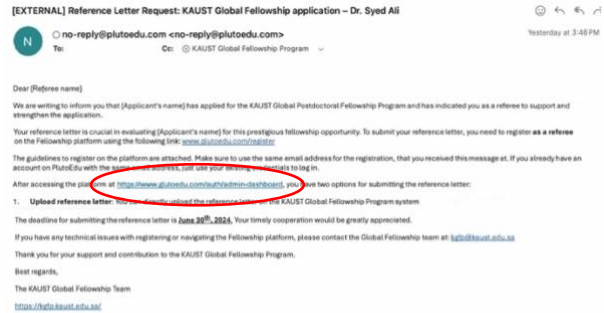 [EXTERNAL] Reference Letter Request: KAUST Global Fellowship application – Dr. Syed Ali
N
no-reply@plutoedu.com <no-reply@plutoedu.com>
Yesterday at 3:46 PM
To: Cc: KAUST Global Fellowship Program
Dear (Referee name)
We are writing to inform you that (Applicant's name) has applied for the KAUST Global Postdoctoral Fellowship Program and has indicated you as a referee to support and
strengthen the application.
Your reference letter is crucial in evaluating (Applicant's name) for this prestigious fellowship opportunity. To submit your reference letter, you need to register as a referee
on the Fellowship platform using the following link: www.plutoedu.com/register
The guidelines to register on the platform are attached. Make sure to use the same email address for the registration, that you received this message at. If you already have an
account on PlutoEdu with the same email address, just use your existing credentials to log in.
After accessing the platform at https://www.plutoedu.com/auth/admin-dashboard, you have two options for submitting the reference letter:
1. Upload reference letter: You can directly upload the reference letter on the KAUST Global Fellowship Program system
The deadline for submitting the reference letter is June 30th, 2024. Your timely cooperation would be greatly appreciated.
If you have any technical issues with registering or navigating the Fellowship platform, please contact the Global Fellowship team at: kgfp@kaust.edu.sa
Thank you for your support and contribution to the KAUST Global Fellowship Program.
Best regards,
The KAUST Global Fellowship Team
https://kgfp.kaust.edu.sa/